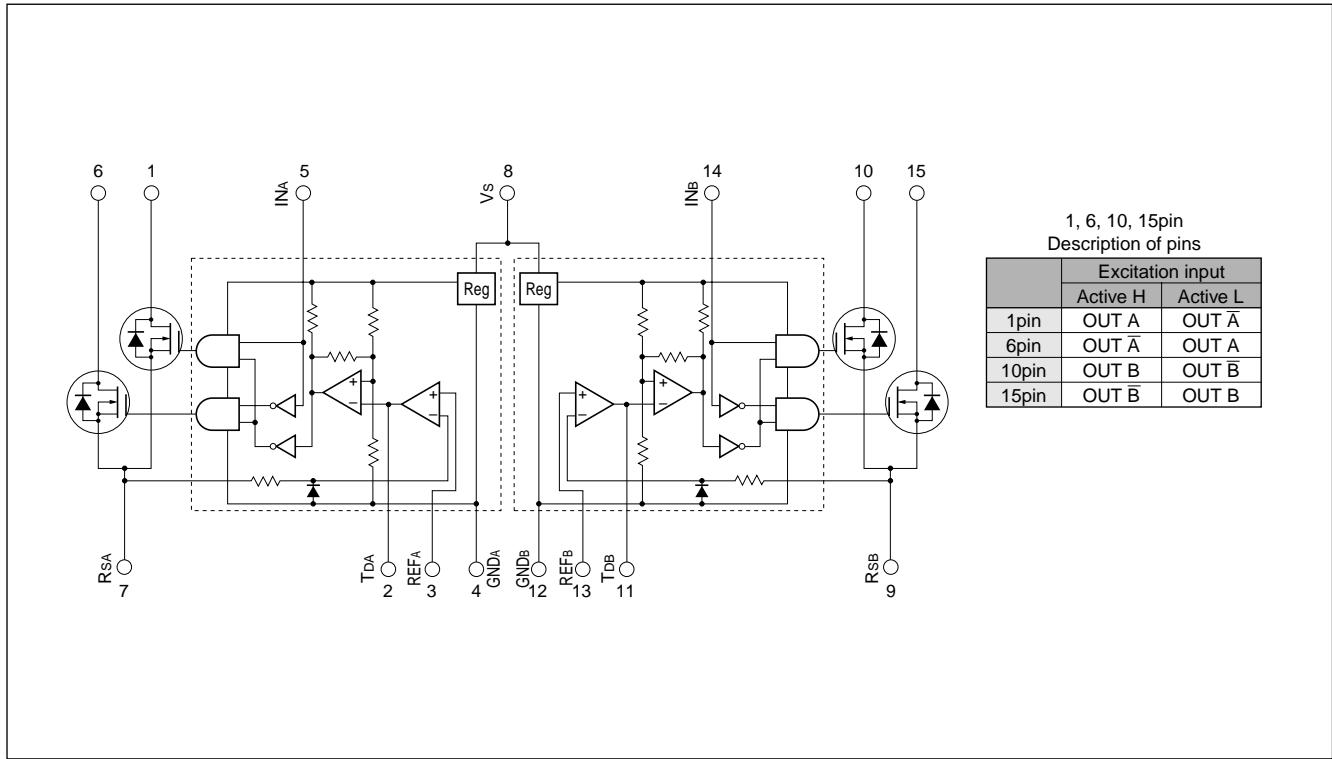 6 1 5 8 14 10 15
INA VS INB
1, 6, 10, 15pin
Description of pins
Excitation input
Active H Active L
1pin OUT A OUT A̅
6pin OUT A̅ OUT A
10pin OUT B OUT B̅
15pin OUT B̅ OUT B
Reg Reg
+ − + − + − + −
RSA TDA REFA GNDA GNDB REFB TDB RSB
7 2 3 4 12 13 11 9